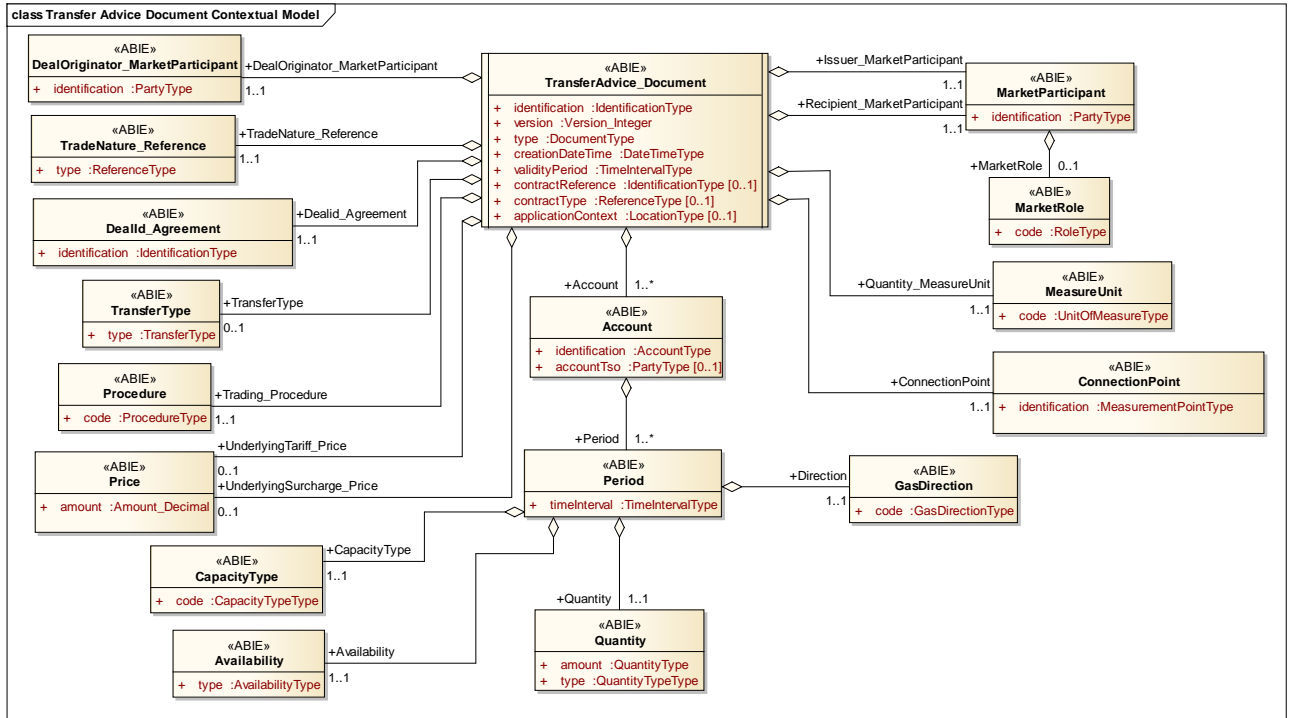 class Transfer Advice Document Contextual Model
«ABIE»
DealOriginator_MarketParticipant
+ identification :PartyType
+DealOriginator_MarketParticipant
1..1
«ABIE»
TradeNature_Reference
+ type :ReferenceType
+TradeNature_Reference
1..1
«ABIE»
DealId_Agreement
+ identification :IdentificationType
+Dealid_Agreement
1..1
«ABIE»
TransferType
+ type :TransferType
+TransferType
0..1
«ABIE»
Procedure
+ code :ProcedureType
+Trading_Procedure
1..1
«ABIE»
Price
+ amount :Amount_Decimal
+UnderlyingTariff_Price
0..1
+UnderlyingSurcharge_Price
0..1
«ABIE»
TransferAdvice_Document
+ identification :IdentificationType
+ version :Version_Integer
+ type :DocumentType
+ creationDateTime :DateTimeType
+ validityPeriod :TimeIntervalType
+ contractReference :IdentificationType [0..1]
+ contractType :ReferenceType [0..1]
+ applicationContext :LocationType [0..1]
+Issuer_MarketParticipant
1..1
+Recipient_MarketParticipant
1..1
«ABIE»
MarketParticipant
+ identification :PartyType
+MarketRole 0..1
«ABIE»
MarketRole
+ code :RoleType
+Quantity_MeasureUnit
1..1
«ABIE»
MeasureUnit
+ code :UnitOfMeasureType
+ConnectionPoint
1..1
«ABIE»
ConnectionPoint
+ identification :MeasurementPointType
+Account 1..*
«ABIE»
Account
+ identification :AccountType
+ accountTso :PartyType [0..1]
+Period 1..*
«ABIE»
Period
+ timeInterval :TimeIntervalType
+Direction
1..1
«ABIE»
GasDirection
+ code :GasDirectionType
+CapacityType
1..1
«ABIE»
CapacityType
+ code :CapacityTypeType
+Availability
1..1
«ABIE»
Availability
+ type :AvailabilityType
+Quantity 1..1
«ABIE»
Quantity
+ amount :QuantityType
+ type :QuantityTypeType